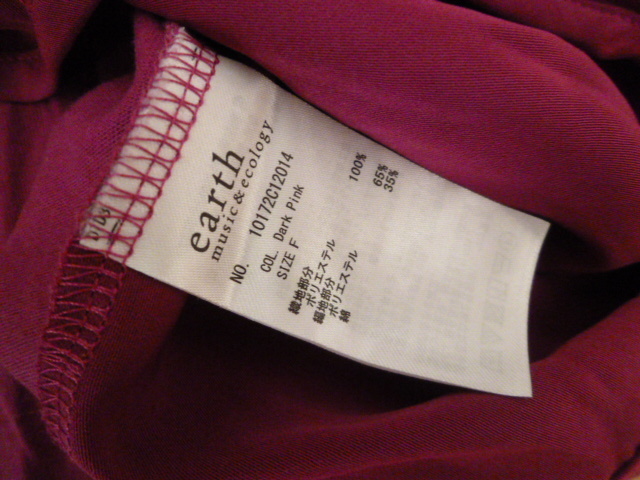 earth
music&ecology
NO. 10172C12014
COL. Dark Pink
SIZE F
織地部分
ポリエステル 100%
編地部分
ポリエステル 65%
綿 35%